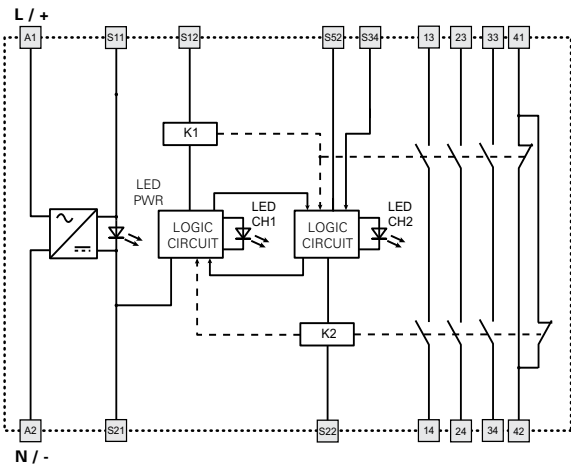 L / +
A1 S11 S12 S52 S34 13 23 33 41
K1
LED
PWR
LED
CH1
LED
CH2
LOGIC
CIRCUIT
LOGIC
CIRCUIT
K2
A2 S21 S22 14 24 34 42
N / -